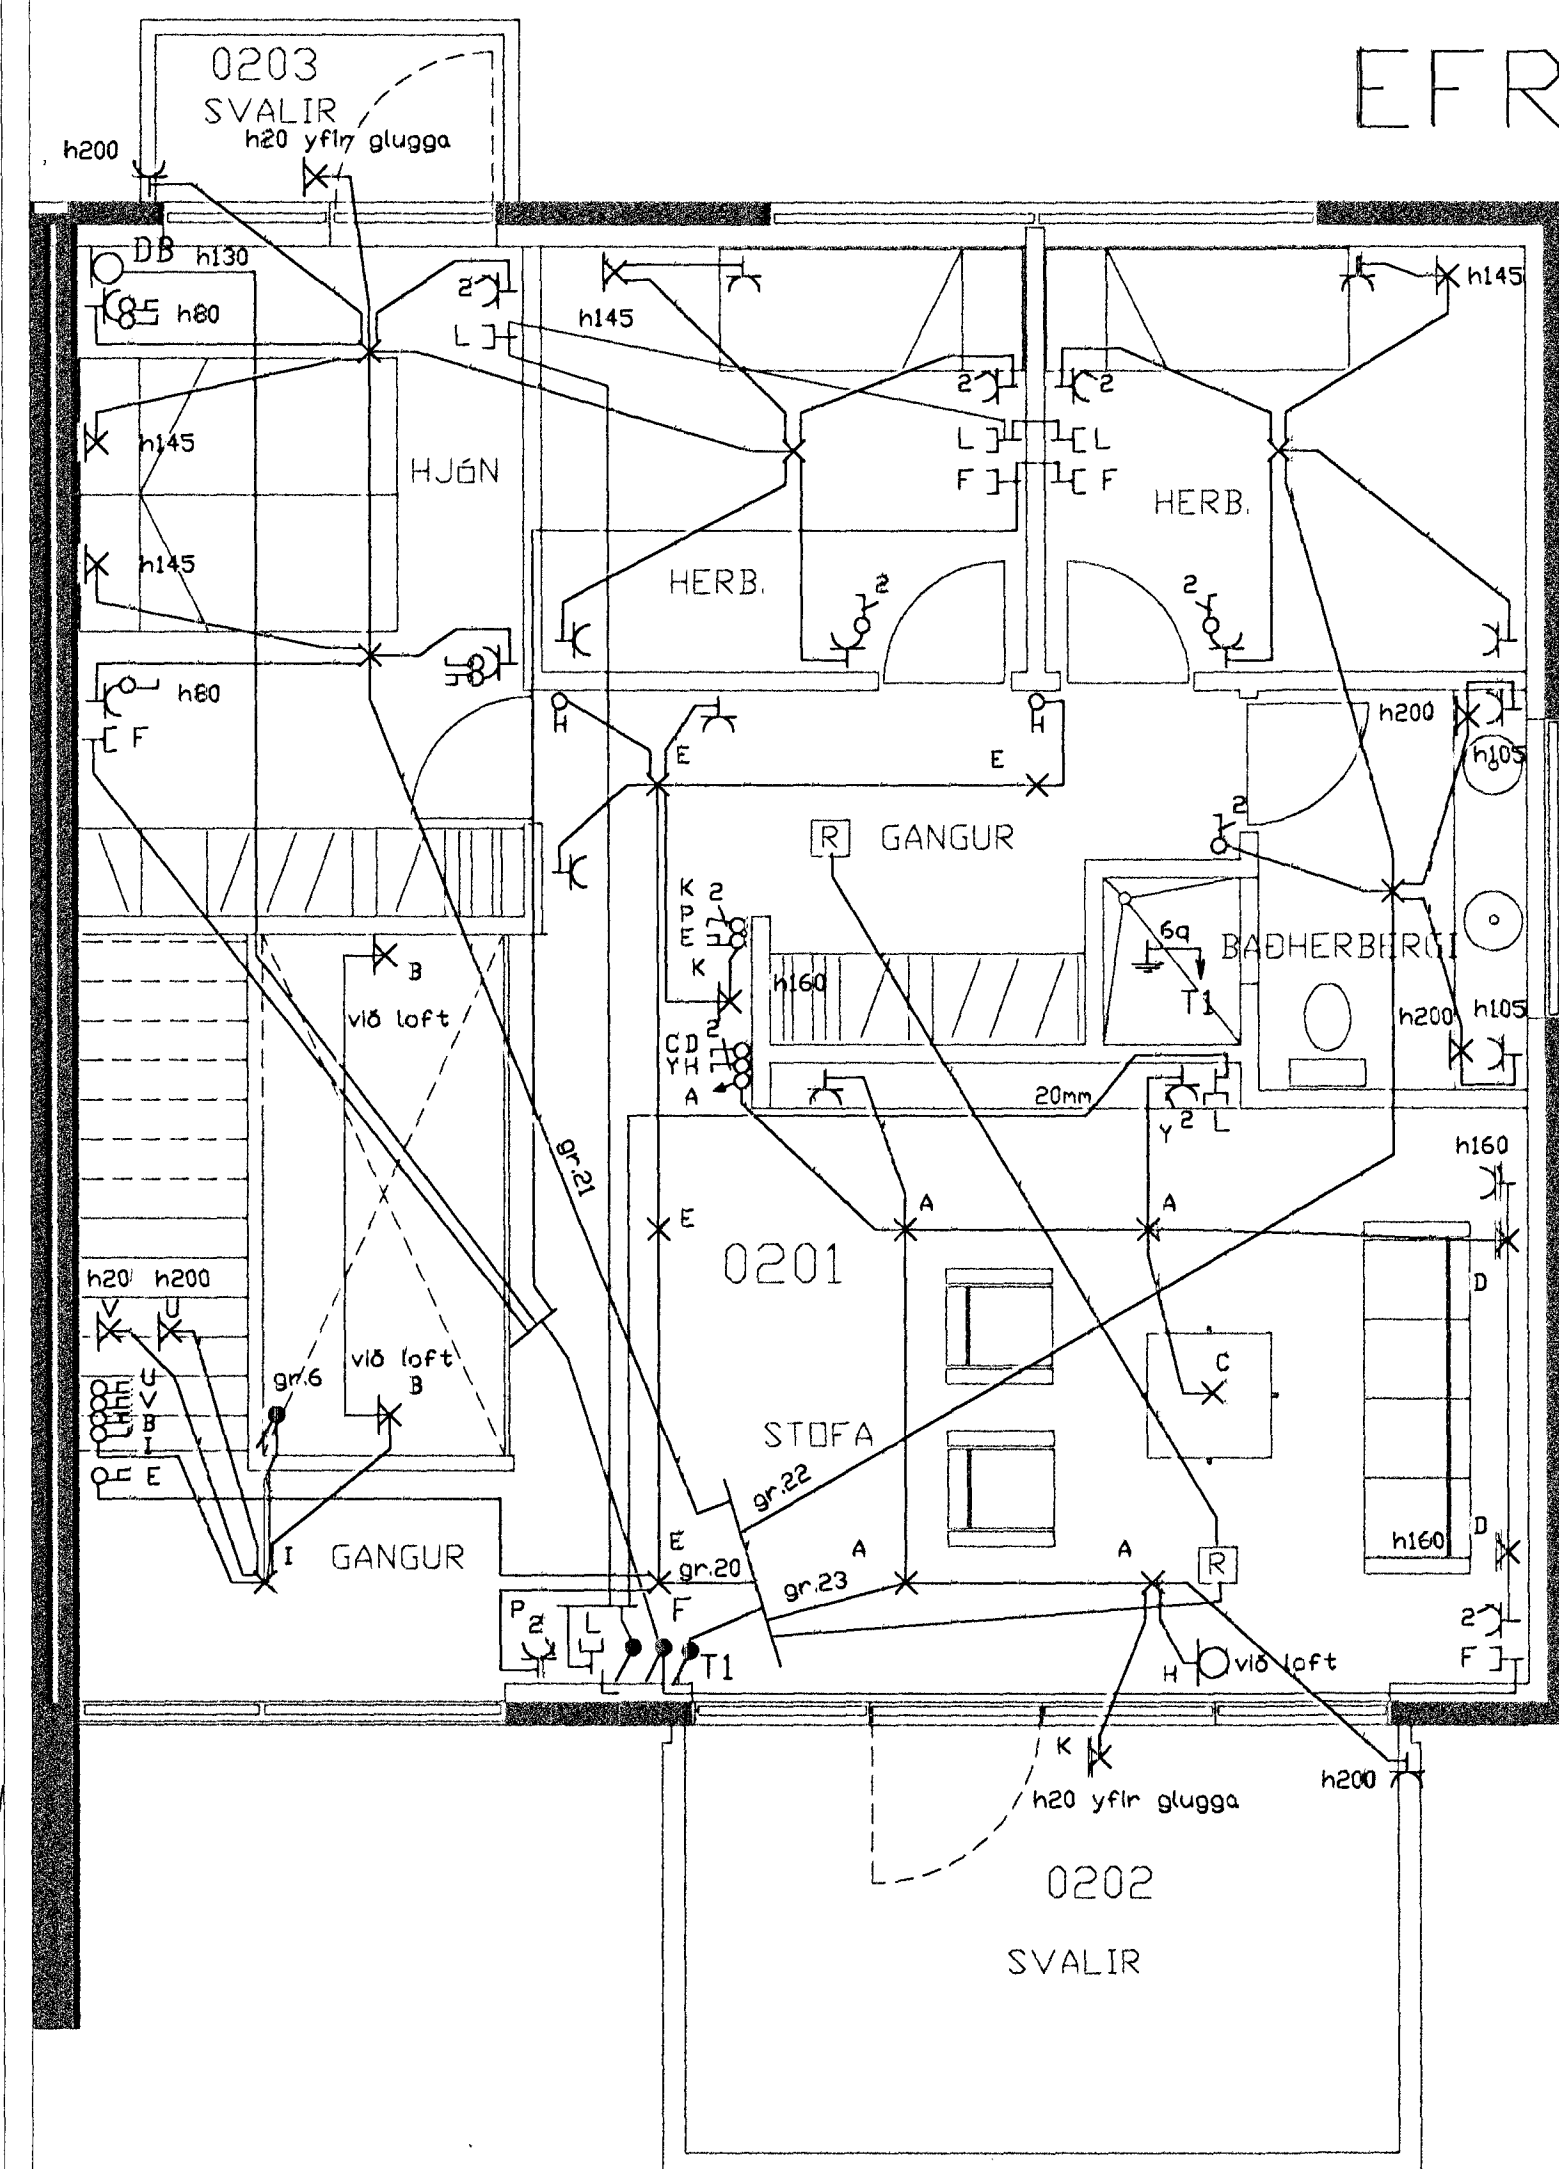 EFR
0203
SVALIR
h20 yfir glugga
h200
DB h130
2
h80
L
h145
h145
2
2
h145
HJóN
L
L
F
F
HERB.
h145
HERB.
2
2
h80
F
H
H
h200
E
E
h105
2
R
GANGUR
K 2
P
E
K
h160
6q
BAÐHERBERGI
T1
B
við loft
h200
h105
2
C D
Y H
A
20mm
Y 2 L
h160
gr.21
A
A
E
0201
D
h20
h200
V
U
C
við loft
B
gr.6
U
V
B
I
E
STOFA
gr.22
D
h160
I
GANGUR
E
gr.20
A
A
R
gr.23
P
2
L
F
T1
H
við loft
2
F
K
h20 yfir glugga
h200
0202
SVALIR